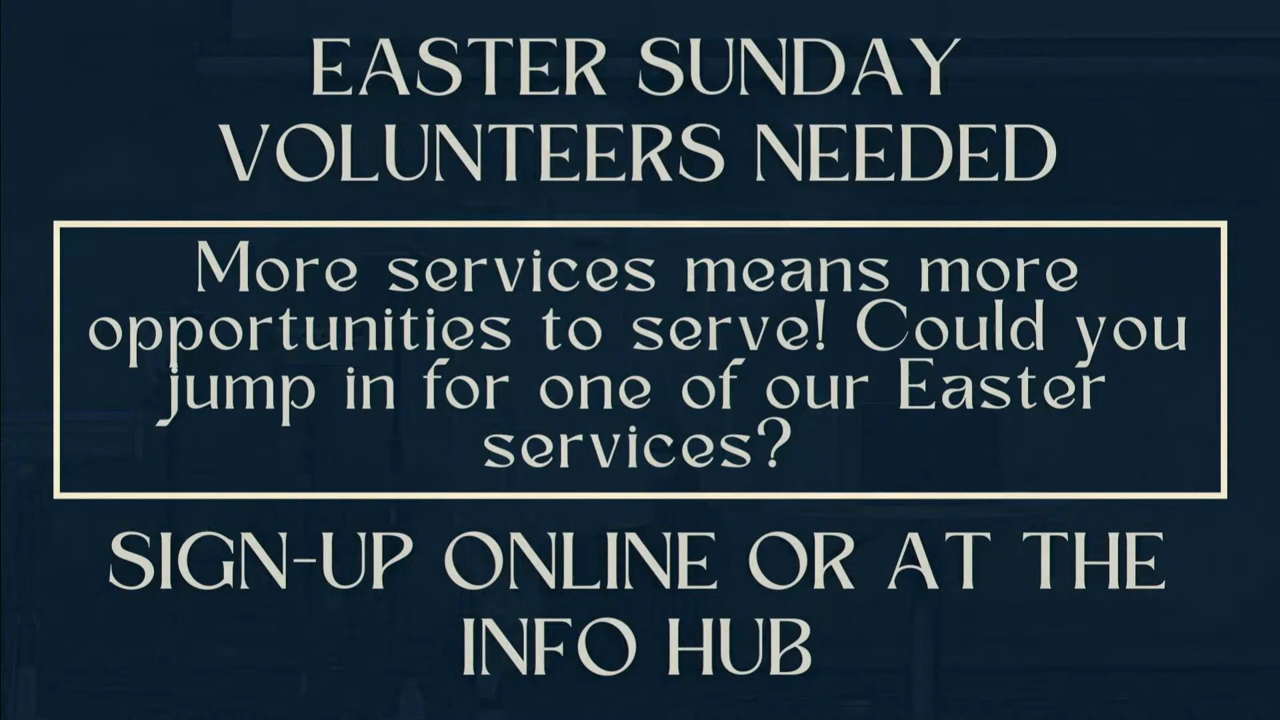 EASTER SUNDAY
VOLUNTEERS NEEDED
More services means more
opportunities to serve! Could you
jump in for one of our Easter
services?
SIGN-UP ONLINE OR AT THE
INFO HUB